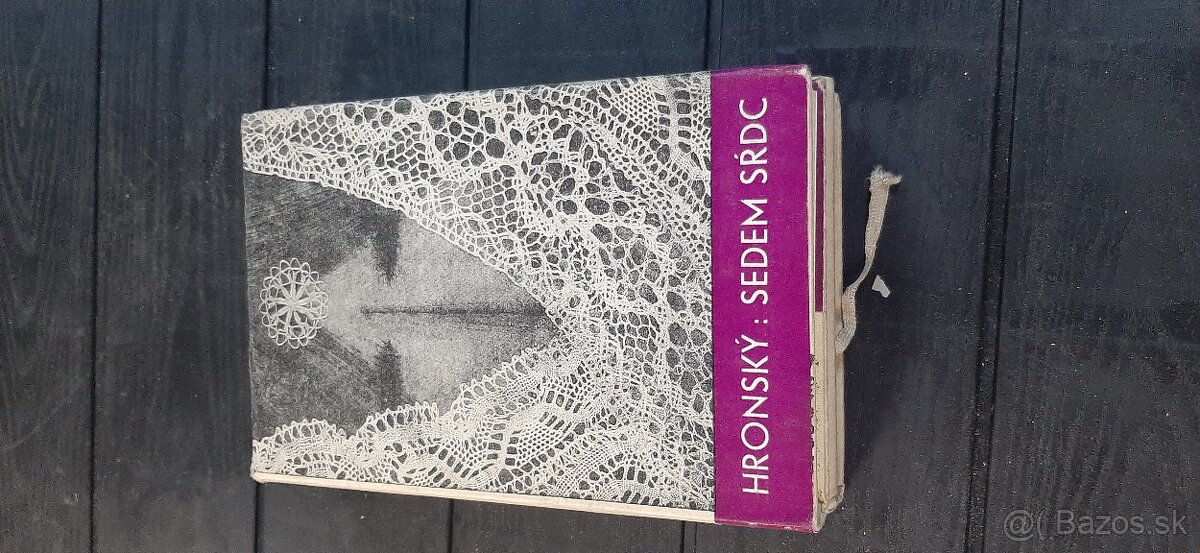 HRONSKÝ : SEDEM SŔDC
@( Bazos.sk